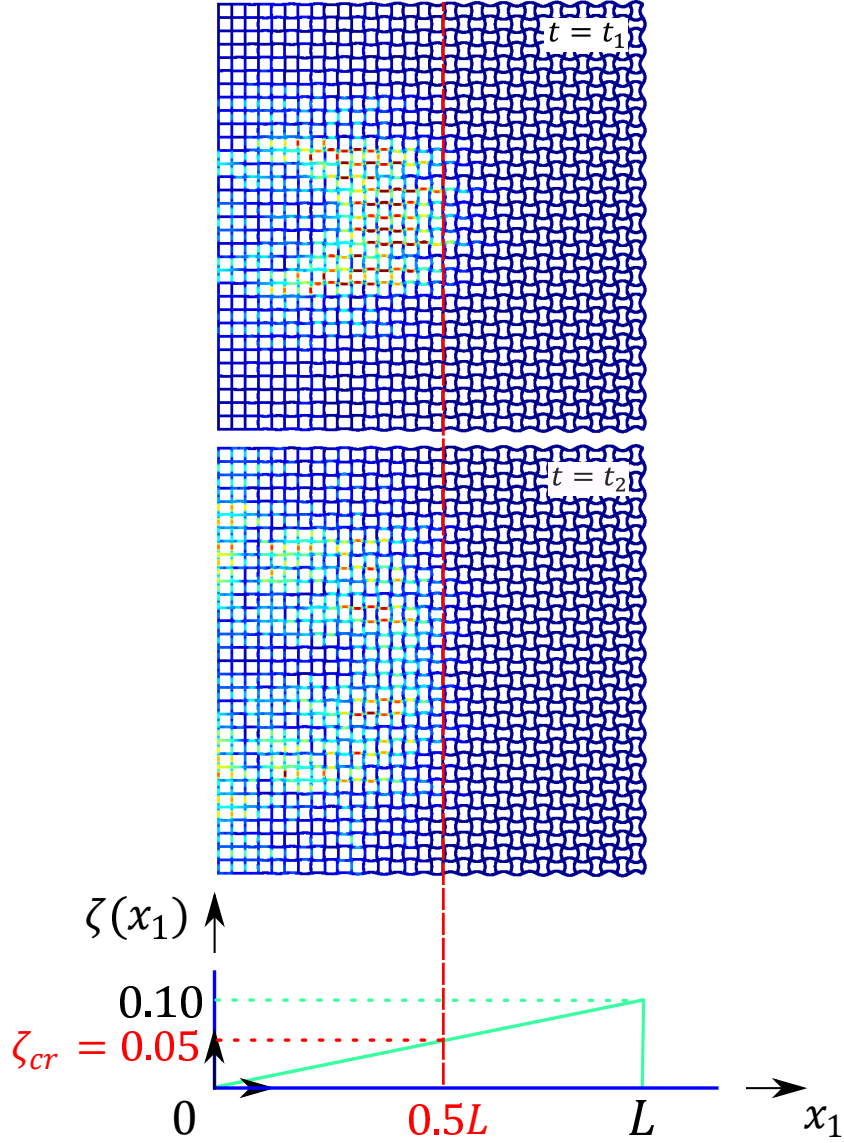 t = t₁
t = t₂
ζ(x₁)
0.10
ζcr = 0.05
0 0.5L L x₁